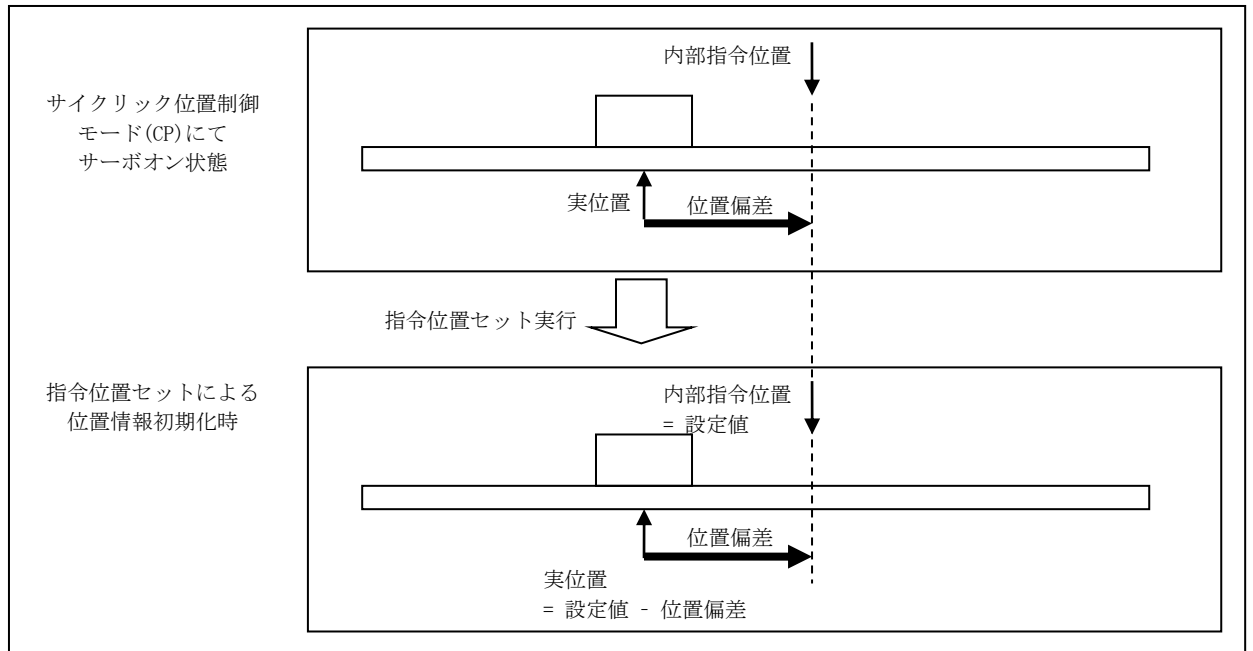 サイクリック位置制御
モード(CP)にて
サーボオン状態
内部指令位置
実位置
位置偏差
指令位置セット実行
指令位置セットによる
位置情報初期化時
内部指令位置
= 設定値
位置偏差
実位置
= 設定値 - 位置偏差